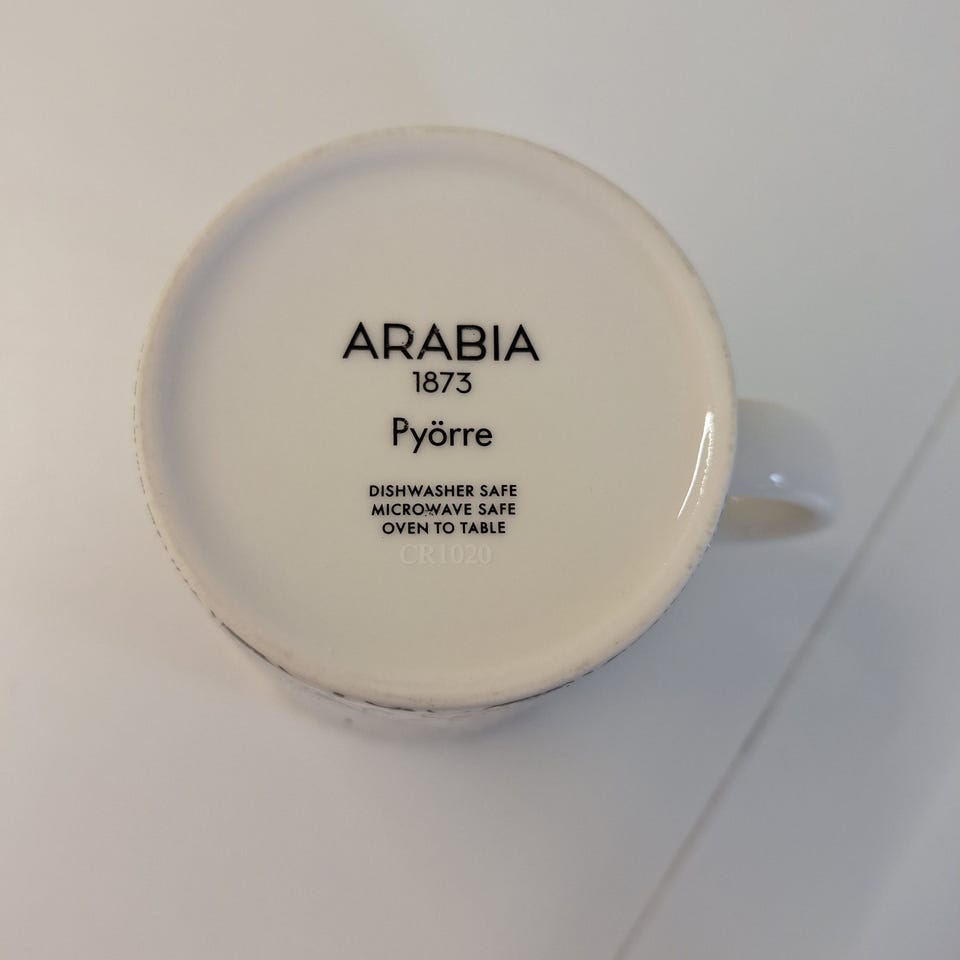 ARABIA
1873
Pyörre
DISHWASHER SAFE
MICROWAVE SAFE
OVEN TO TABLE
CR1020